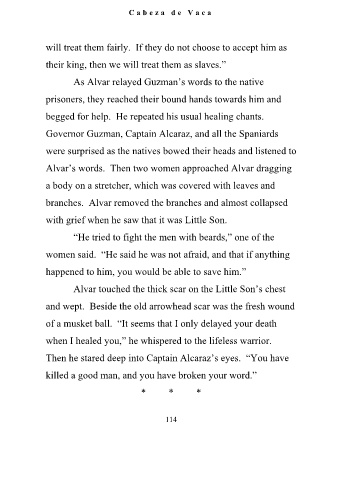 Cabeza de Vaca
will treat them fairly.  If they do not choose to accept him as
their king, then we will treat them as slaves.”
As Alvar relayed Guzman’s words to the native
prisoners, they reached their bound hands towards him and
begged for help.  He repeated his usual healing chants.
Governor Guzman, Captain Alcaraz, and all the Spaniards
were surprised as the natives bowed their heads and listened to
Alvar’s words.  Then two women approached Alvar dragging
a body on a stretcher, which was covered with leaves and
branches.  Alvar removed the branches and almost collapsed
with grief when he saw that it was Little Son.
“He tried to fight the men with beards,” one of the
women said.  “He said he was not afraid, and that if anything
happened to him, you would be able to save him.”
Alvar touched the thick scar on the Little Son’s chest
and wept.  Beside the old arrowhead scar was the fresh wound
of a musket ball.  “It seems that I only delayed your death
when I healed you,” he whispered to the lifeless warrior.
Then he stared deep into Captain Alcaraz’s eyes.  “You have
killed a good man, and you have broken your word.”
* * *
114